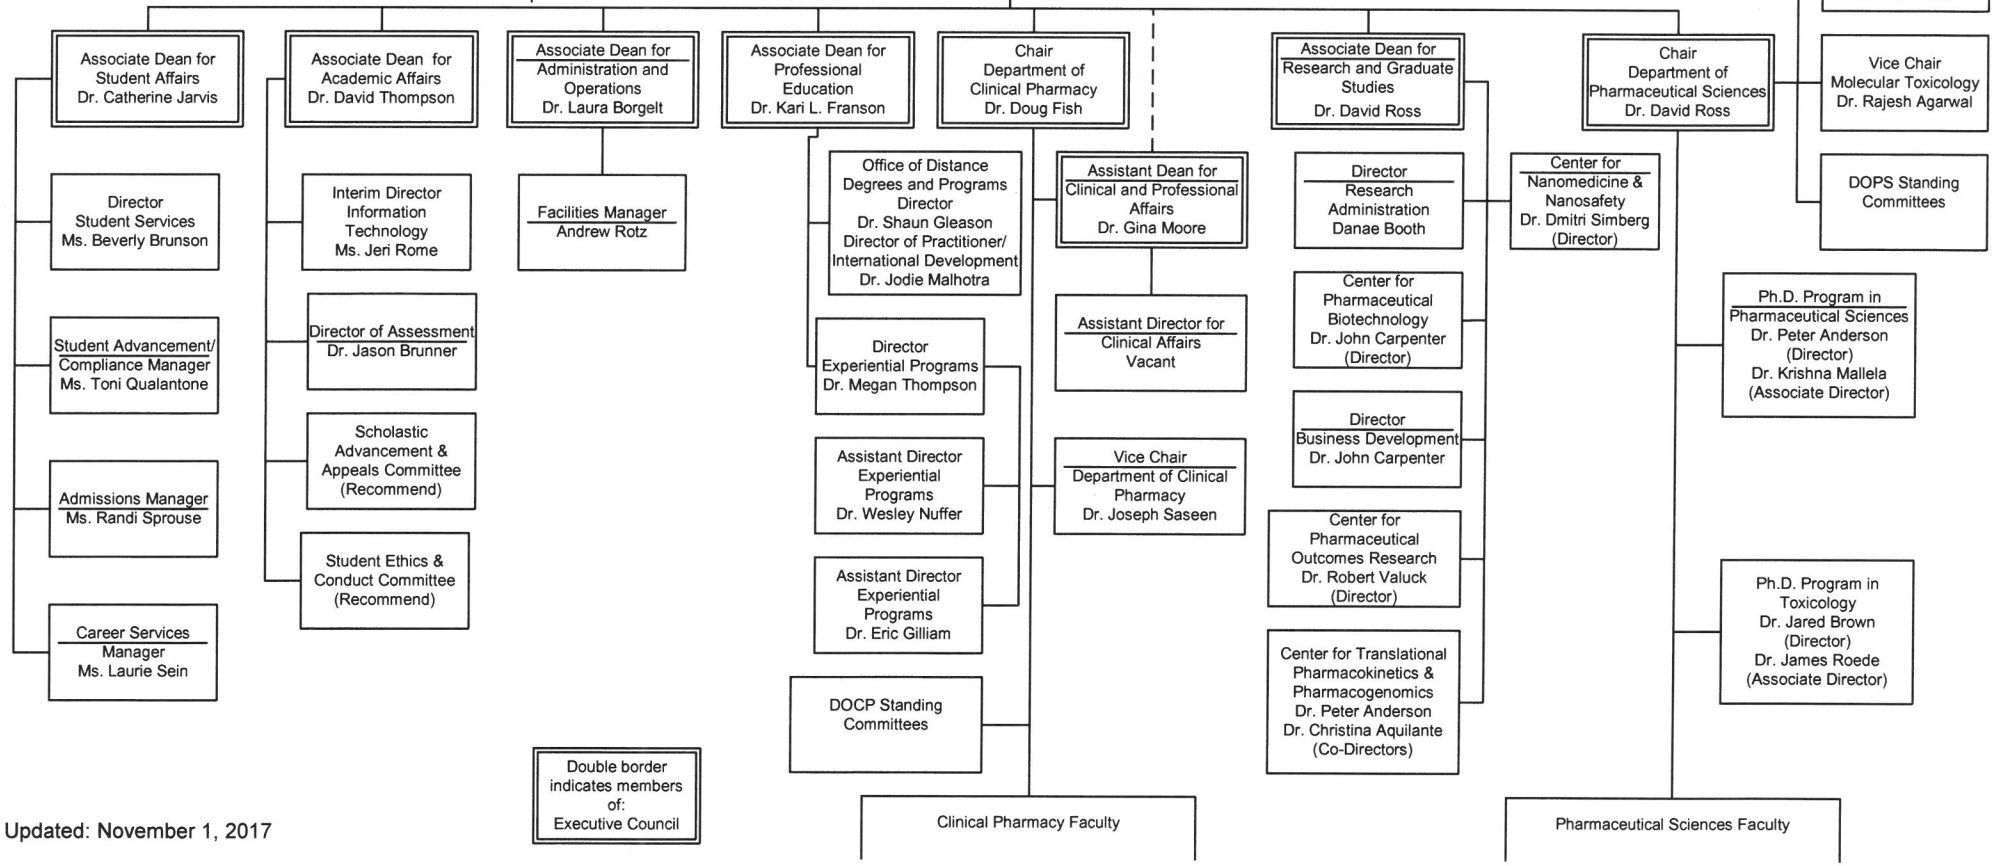 Associate Dean for
Student Affairs
Dr. Catherine Jarvis
Director
Student Services
Ms. Beverly Brunson
Student Advancement/
Compliance Manager
Ms. Toni Qualantone
Admissions Manager
Ms. Randi Sprouse
Career Services
Manager
Ms. Laurie Sein
Associate Dean for
Academic Affairs
Dr. David Thompson
Interim Director
Information
Technology
Ms. Jeri Rome
Director of Assessment
Dr. Jason Brunner
Scholastic
Advancement &
Appeals Committee
(Recommend)
Student Ethics &
Conduct Committee
(Recommend)
Associate Dean for
Administration and
Operations
Dr. Laura Borgelt
Facilities Manager
Andrew Rotz
Associate Dean for
Professional
Education
Dr. Kari L. Franson
Office of Distance
Degrees and Programs
Director
Dr. Shaun Gleason
Director of Practitioner/
International Development
Dr. Jodie Malhotra
Director
Experiential Programs
Dr. Megan Thompson
Assistant Director
Experiential
Programs
Dr. Wesley Nuffer
Assistant Director
Experiential
Programs
Dr. Eric Gilliam
DOCP Standing
Committees
Chair
Department of
Clinical Pharmacy
Dr. Doug Fish
Assistant Dean for
Clinical and Professional
Affairs
Dr. Gina Moore
Assistant Director for
Clinical Affairs
Vacant
Vice Chair
Department of Clinical
Pharmacy
Dr. Joseph Saseen
Clinical Pharmacy Faculty
Associate Dean for
Research and Graduate
Studies
Dr. David Ross
Director
Research
Administration
Danae Booth
Center for
Nanomedicine &
Nanosafety
Dr. Dmitri Simberg
(Director)
Center for
Pharmaceutical
Biotechnology
Dr. John Carpenter
(Director)
Director
Business Development
Dr. John Carpenter
Center for
Pharmaceutical
Outcomes Research
Dr. Robert Valuck
(Director)
Center for Translational
Pharmacokinetics &
Pharmacogenomics
Dr. Peter Anderson
Dr. Christina Aquilante
(Co-Directors)
Chair
Department of
Pharmaceutical Sciences
Dr. David Ross
Vice Chair
Molecular Toxicology
Dr. Rajesh Agarwal
DOPS Standing
Committees
Ph.D. Program in
Pharmaceutical Sciences
Dr. Peter Anderson
(Director)
Dr. Krishna Mallela
(Associate Director)
Ph.D. Program in
Toxicology
Dr. Jared Brown
(Director)
Dr. James Roede
(Associate Director)
Pharmaceutical Sciences Faculty
Double border
indicates members
of:
Executive Council
Updated: November 1, 2017